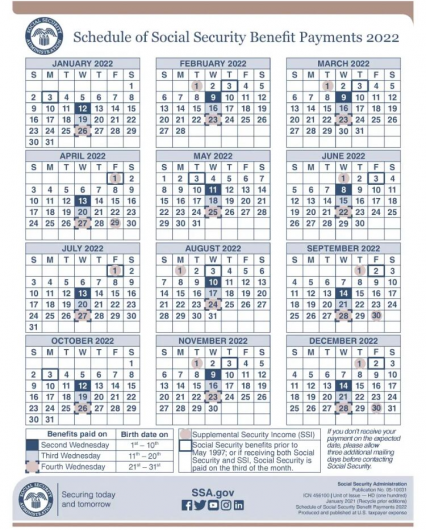 SOCIAL SECURITY
ADMINISTRATION
Schedule of Social Security Benefit Payments 2022
JANUARY 2022
S M T W T F S
1
2 3 4 5 6 7 8
9 10 11 12 13 14 15
16 17 18 19 20 21 22
23 24 25 26 27 28 29
30 31
FEBRUARY 2022
S M T W T F S
1 2 3 4 5
6 7 8 9 10 11 12
13 14 15 16 17 18 19
20 21 22 23 24 25 26
27 28
MARCH 2022
S M T W T F S
1 2 3 4 5
6 7 8 9 10 11 12
13 14 15 16 17 18 19
20 21 22 23 24 25 26
27 28 29 30 31
APRIL 2022
S M T W T F S
1 2
3 4 5 6 7 8 9
10 11 12 13 14 15 16
17 18 19 20 21 22 23
24 25 26 27 28 29 30
MAY 2022
S M T W T F S
1 2 3 4 5 6 7
8 9 10 11 12 13 14
15 16 17 18 19 20 21
22 23 24 25 26 27 28
29 30 31
JUNE 2022
S M T W T F S
1 2 3 4
5 6 7 8 9 10 11
12 13 14 15 16 17 18
19 20 21 22 23 24 25
26 27 28 29 30
JULY 2022
S M T W T F S
1 2
3 4 5 6 7 8 9
10 11 12 13 14 15 16
17 18 19 20 21 22 23
24 25 26 27 28 29 30
31
AUGUST 2022
S M T W T F S
1 2 3 4 5 6
7 8 9 10 11 12 13
14 15 16 17 18 19 20
21 22 23 24 25 26 27
28 29 30 31
SEPTEMBER 2022
S M T W T F S
1 2 3
4 5 6 7 8 9 10
11 12 13 14 15 16 17
18 19 20 21 22 23 24
25 26 27 28 29 30
OCTOBER 2022
S M T W T F S
1
2 3 4 5 6 7 8
9 10 11 12 13 14 15
16 17 18 19 20 21 22
23 24 25 26 27 28 29
30 31
NOVEMBER 2022
S M T W T F S
1 2 3 4 5
6 7 8 9 10 11 12
13 14 15 16 17 18 19
20 21 22 23 24 25 26
27 28 29 30
DECEMBER 2022
S M T W T F S
1 2 3
4 5 6 7 8 9 10
11 12 13 14 15 16 17
18 19 20 21 22 23 24
25 26 27 28 29 30 31
Benefits paid on Birth date on
Second Wednesday 1st – 10th
Third Wednesday 11th – 20th
Fourth Wednesday 21st – 31st
Supplemental Security Income (SSI)
Social Security benefits prior to
May 1997; or if receiving both Social
Security and SSI, Social Security is
paid on the third of the month.
If you don't receive your
payment on the expected
date, please allow
three additional mailing
days before contacting
Social Security.
Securing today
and tomorrow
SSA.gov
Social Security Administration
January 2021 (Recycle prior editions)
Schedule of Social Security Benefit Payments 2022
Produced and published at U.S. taxpayer expense